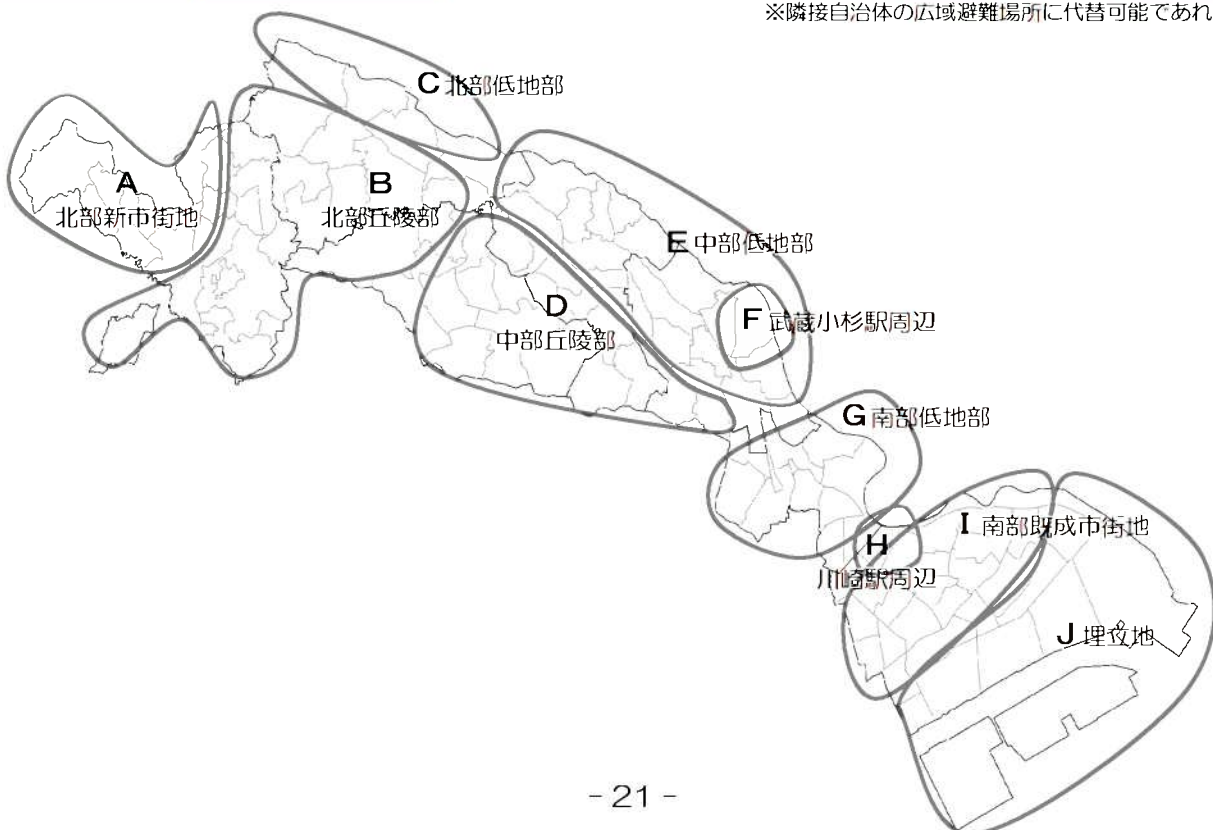 ※隣接自治体の広域避難場所に代替可能であれ
C 北部低地部
A
北部新市街地
B
北部丘陵部
E 中部低地部
D
中部丘陵部
F 武蔵小杉駅周辺
G 南部低地部
I 南部既成市街地
H
川崎駅周辺
J 埋立地
- 21 -